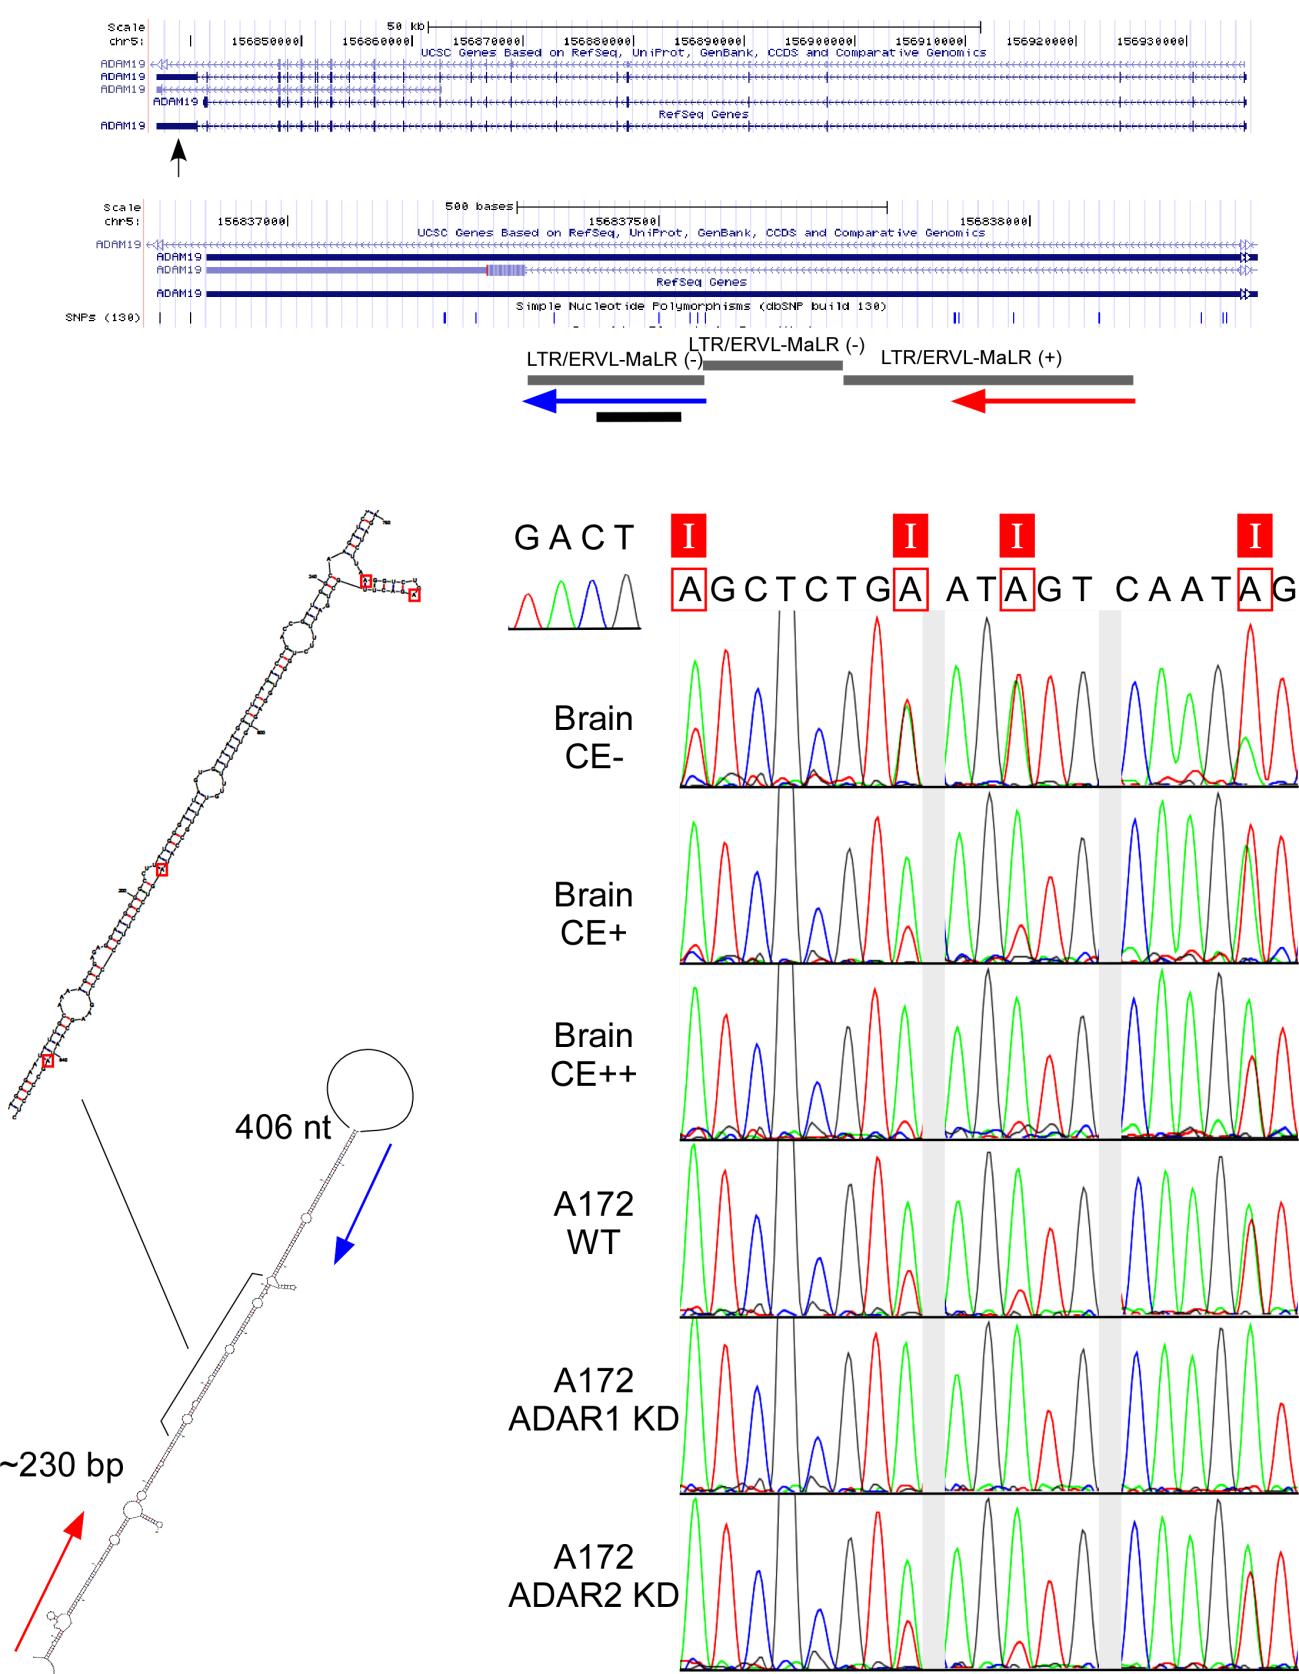 Scale 50 kb
chr5: 156850000 156860000 156870000 156880000 156890000 156900000 156910000 156920000 156930000
UCSC Genes Based on RefSeq, UniProt, GenBank, CCDS and Comparative Genomics
ADAM19
ADAM19
ADAM19
ADAM19
RefSeq Genes
ADAM19
Scale 500 bases
chr5: 156837000 156837500 156838000
UCSC Genes Based on RefSeq, UniProt, GenBank, CCDS and Comparative Genomics
ADAM19
ADAM19
ADAM19
RefSeq Genes
ADAM19
Simple Nucleotide Polymorphisms (dbSNP build 130)
SNPs (130)
LTR/ERVL-MaLR (-)
LTR/ERVL-MaLR (-)
LTR/ERVL-MaLR (+)
G A C T
I I I I
AGCTCTGA ATAGT CAATAG
Brain
CE-
Brain
CE+
Brain
CE++
406 nt
A172
WT
A172
ADAR1 KD
~230 bp
A172
ADAR2 KD